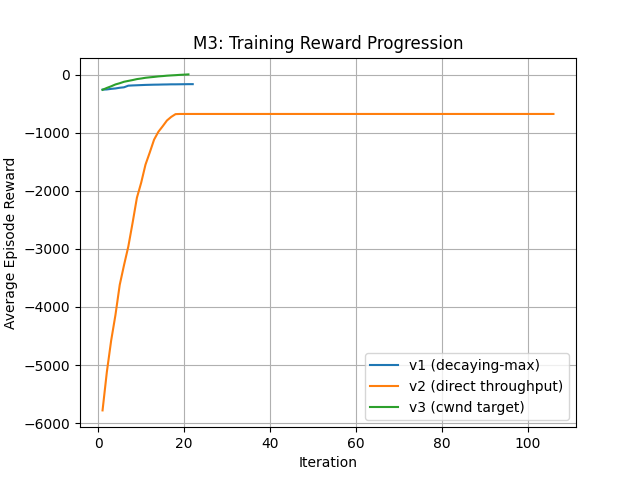 M3: Training Reward Progression
Average Episode Reward
0
−1000
−2000
−3000
−4000
−5000
−6000
v1 (decaying-max)
v2 (direct throughput)
v3 (cwnd target)
0 20 40 60 80 100
Iteration